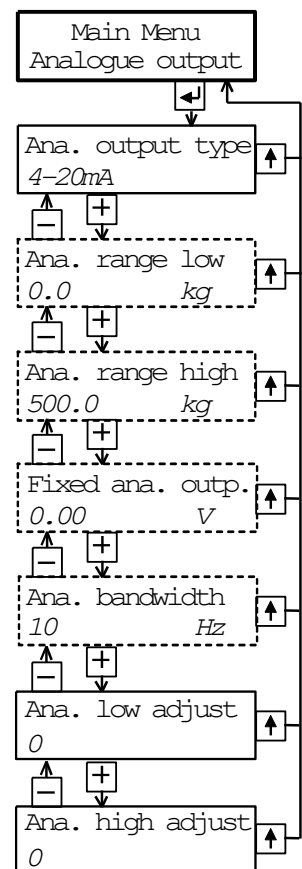 Main Menu
Analogue output
Ana. output type
4-20mA
+
−
Ana. range low
0.0 kg
+
−
Ana. range high
500.0 kg
+
−
Fixed ana. outp.
0.00 V
+
−
Ana. bandwidth
10 Hz
+
−
Ana. low adjust
0
+
−
Ana. high adjust
0